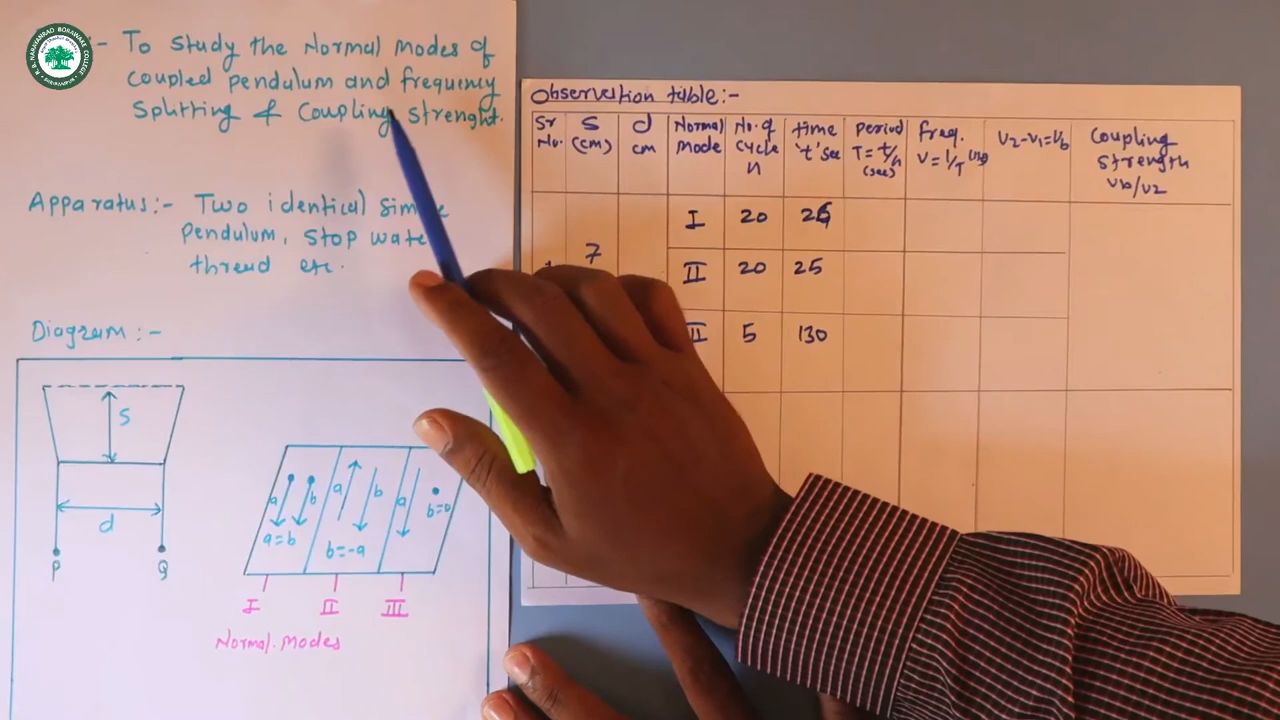 - To study the Normal modes of
coupled pendulum and frequency
splitting & coupling strenght.
Apparatus:- Two identical
pendulum, stop
thread etc.
Diagram:-
S
d
P
Q
a
b
a
b
a
a=b
b=-a
b=0
I
II
III
Normal. modes
Observation table:-
Sr No. S (cm) d cm Normal mode No. of cycle n time 't' sec period T=t/n (sec) freq. ν=1/T ν2-ν1=νb Coupling strength νb/ν2
I 20
7
II 20 25
II 5 130